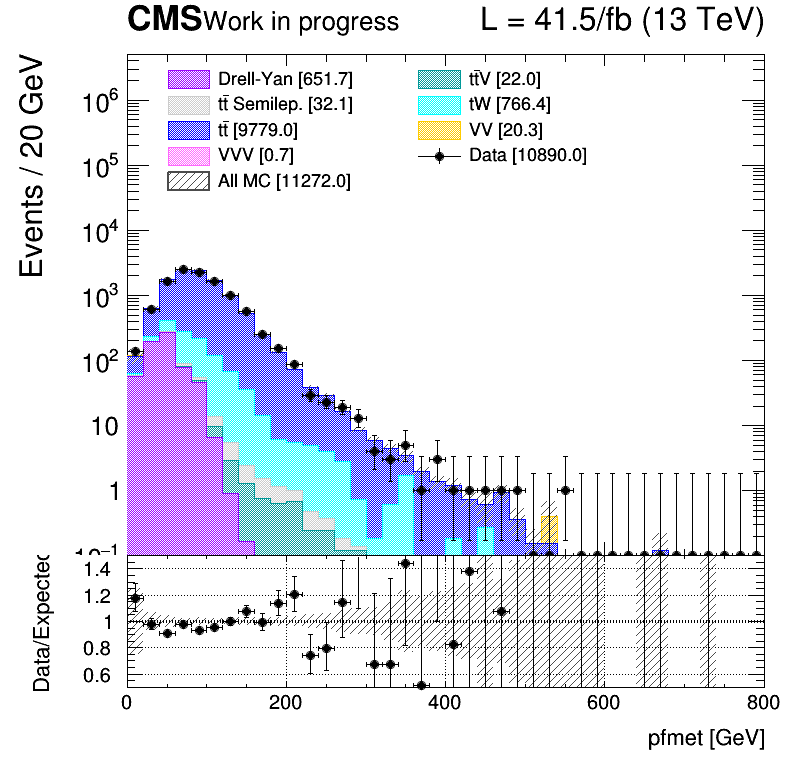 CMS Work in progress L = 41.5/fb (13 TeV)
Events / 20 GeV
Drell-Yan [651.7]
tt̄ Semilep. [32.1]
tt̄ [9779.0]
VVV [0.7]
All MC [11272.0]
tt̄V [22.0]
tW [766.4]
VV [20.3]
Data [10890.0]
10⁶
10⁵
10⁴
10³
10²
10
1
10⁻¹
Data/Expected
1.4
1.2
1
0.8
0.6
0 200 400 600 800
pfmet [GeV]